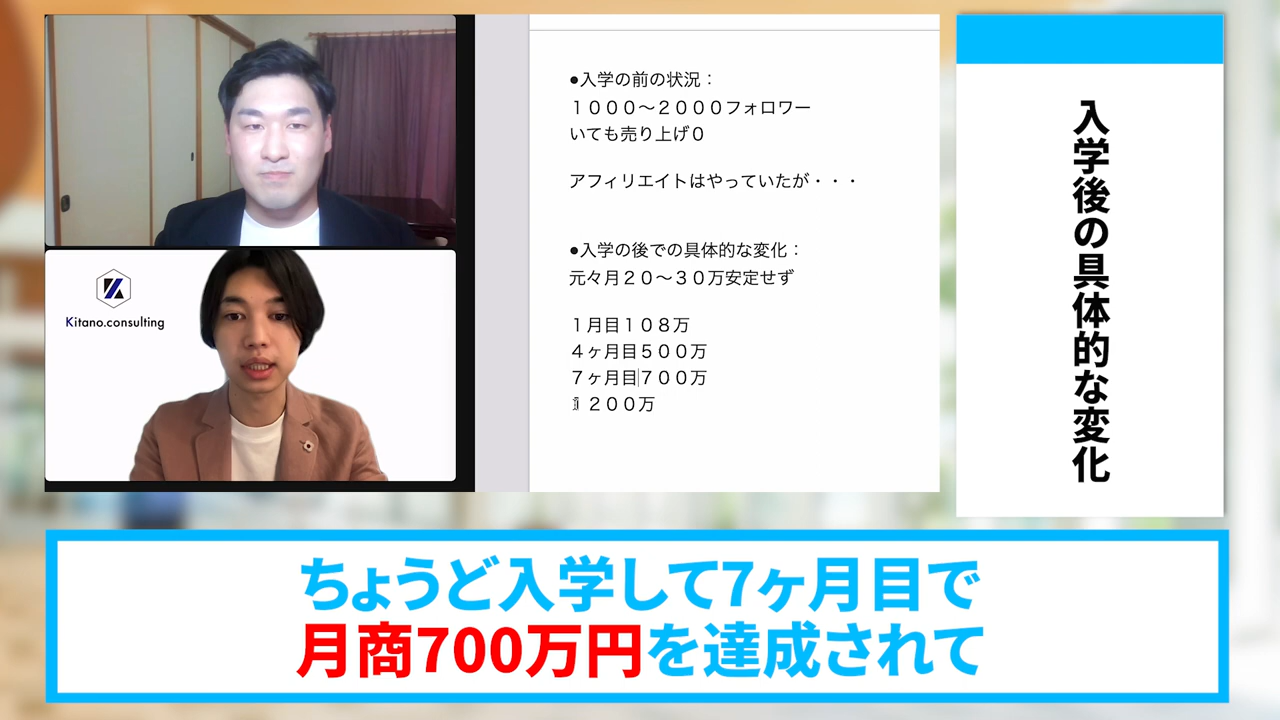 Kitano.consulting
●入学の前の状況：
１０００〜２０００フォロワー
いても売り上げ０
アフィリエイトはやっていたが・・・
●入学の後での具体的な変化：
元々月２０〜３０万安定せず
１月目１０８万
４ヶ月目５００万
７ヶ月目７００万
２００万
入学後の具体的な変化
ちょうど入学して7ヶ月目で
月商700万円を達成されて